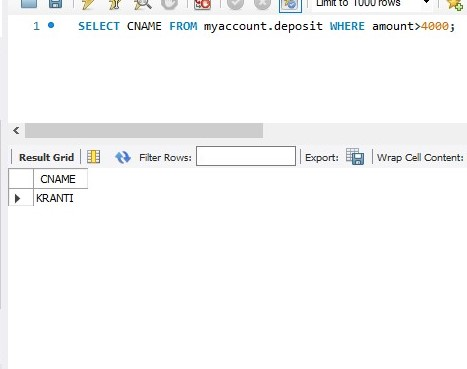 Limit to 1000 rows
1 SELECT CNAME FROM myaccount.deposit WHERE amount>4000;
Result Grid Filter Rows: Export: Wrap Cell Content:
CNAME
KRANTI